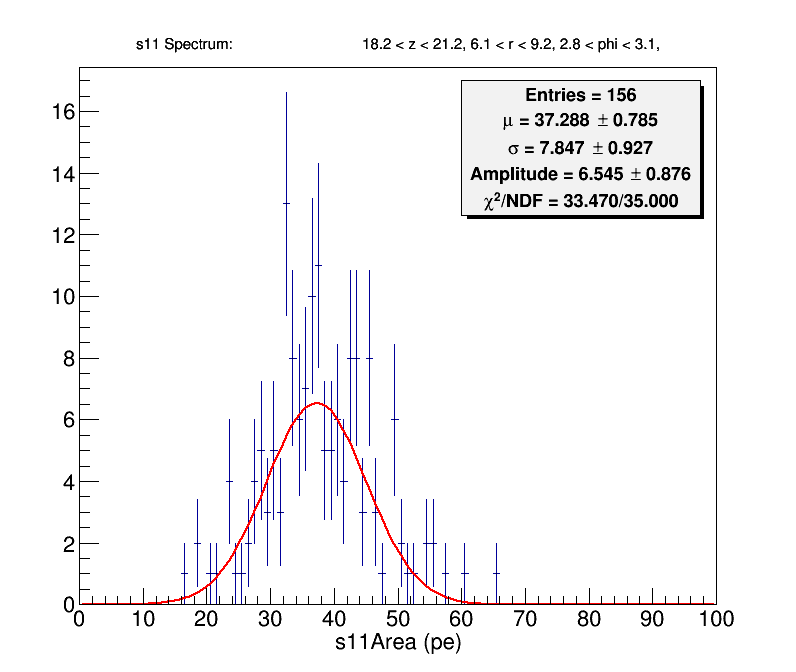 s11 Spectrum: 18.2 < z < 21.2, 6.1 < r < 9.2, 2.8 < phi < 3.1,
Entries = 156
μ = 37.288 ± 0.785
σ = 7.847 ± 0.927
Amplitude = 6.545 ± 0.876
χ²/NDF = 33.470/35.000
16
14
12
10
8
6
4
2
0
0 10 20 30 40 50 60 70 80 90 100
s11Area (pe)